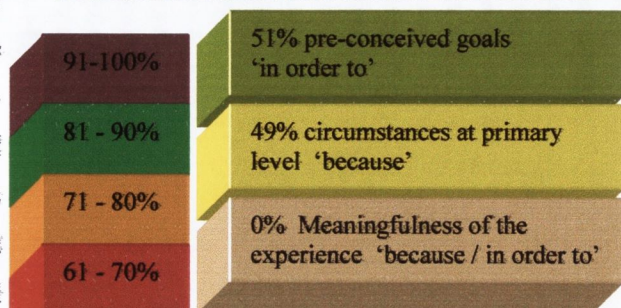 91-100%
81 - 90%
71 - 80%
61 - 70%
51% pre-conceived goals
'in order to'
49% circumstances at primary
level 'because'
0% Meaningfulness of the
experience 'because / in order to'